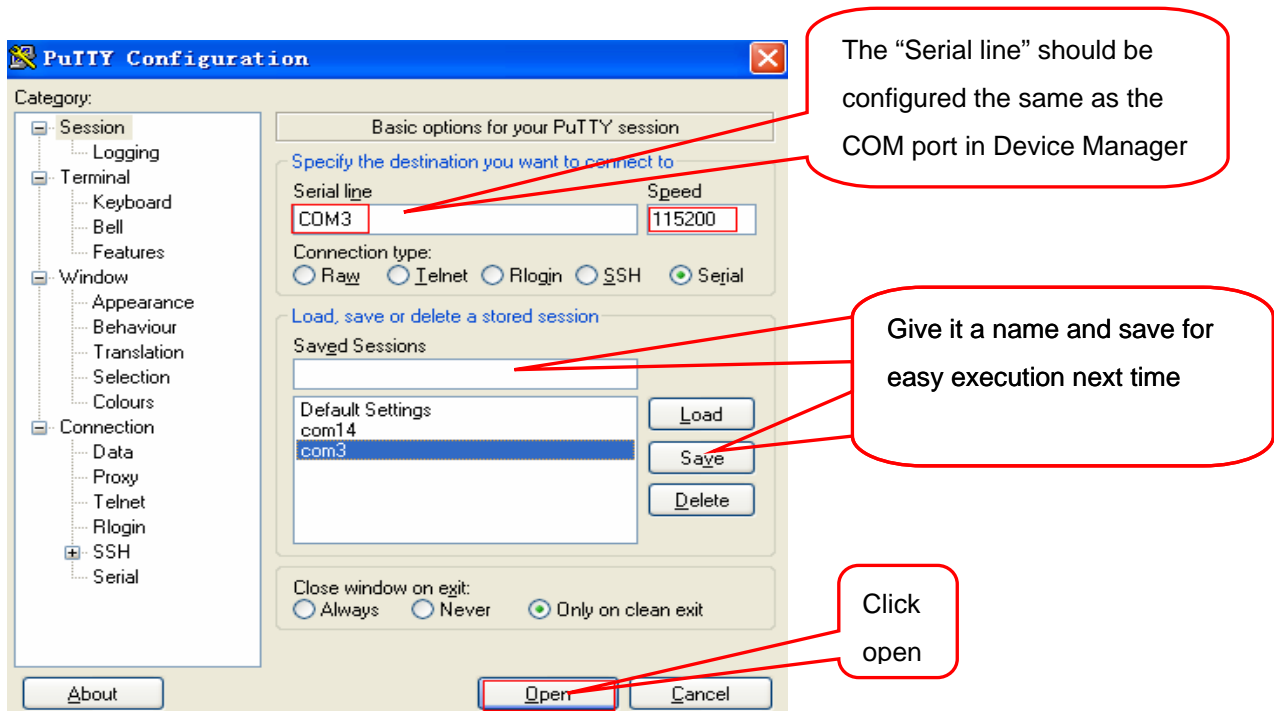 PuTTY Configuration
Category:
Session
Logging
Terminal
Keyboard
Bell
Features
Window
Appearance
Behaviour
Translation
Selection
Colours
Connection
Data
Proxy
Telnet
Rlogin
SSH
Serial
Basic options for your PuTTY session
Specify the destination you want to connect to
Serial line Speed
COM3 115200
Connection type:
Raw Telnet Rlogin SSH Serial
Load, save or delete a stored session
Saved Sessions
Default Settings
com14
com3
Load
Save
Delete
Close window on exit:
Always Never Only on clean exit
About Open Cancel
The “Serial line” should be
configured the same as the
COM port in Device Manager
Give it a name and save for
easy execution next time
Click
open